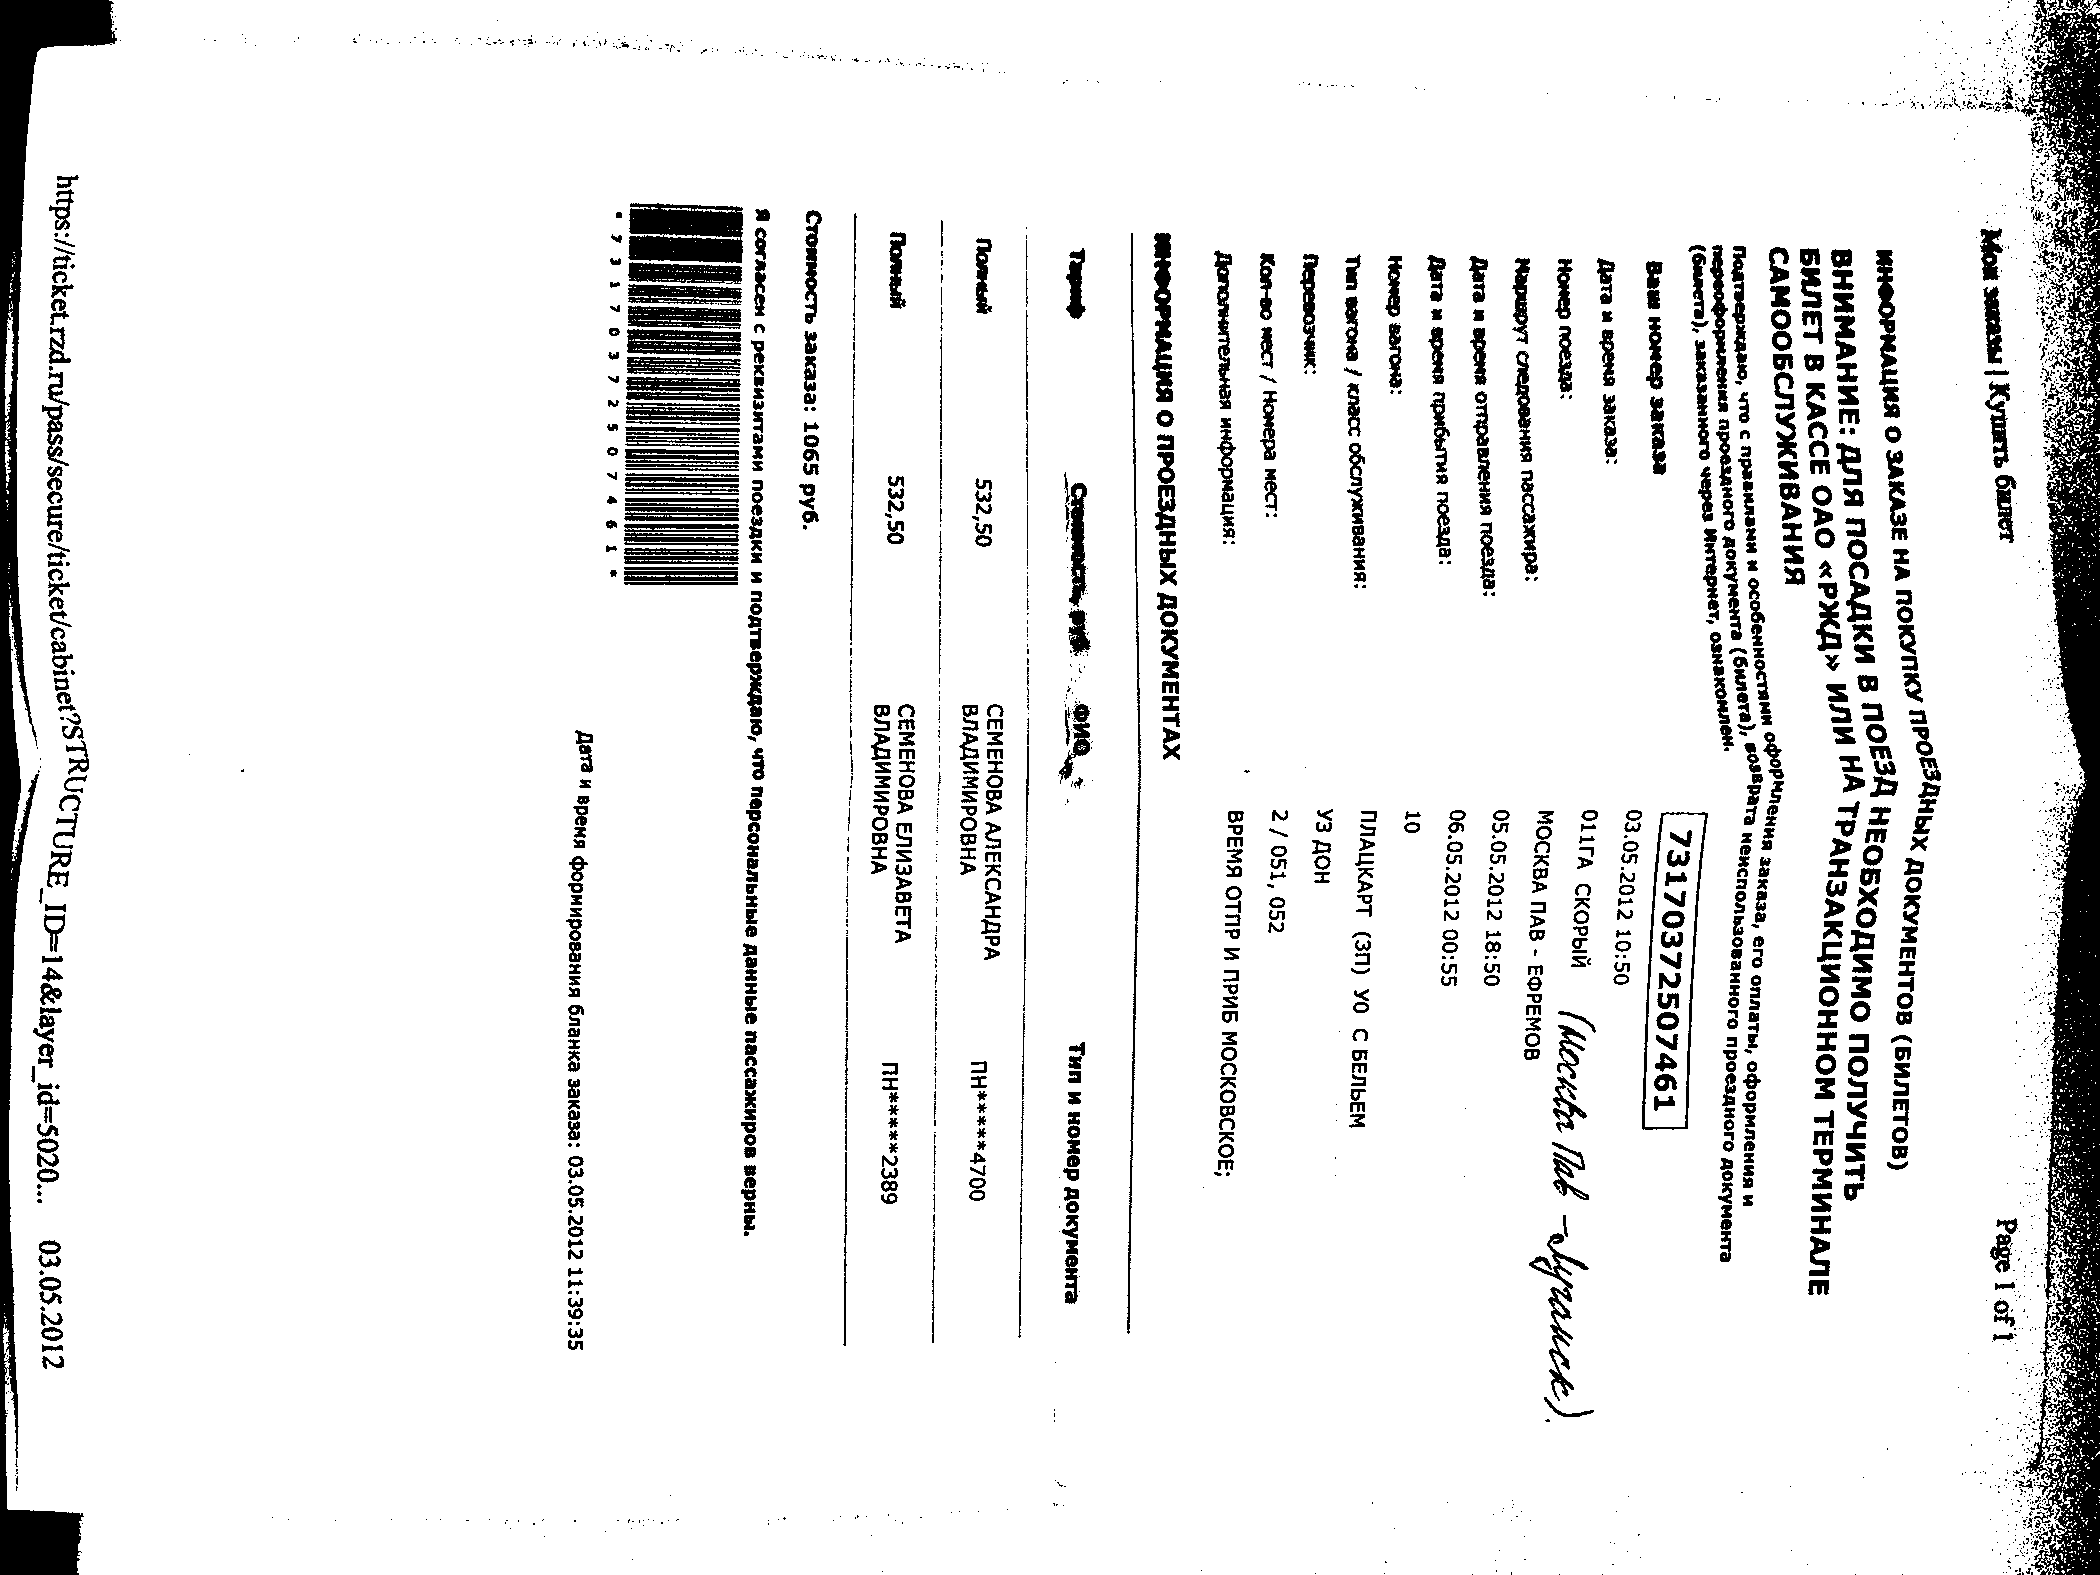 Мои заказы | Купить билет
Page 1 of 1
ИНФОРМАЦИЯ О ЗАКАЗЕ НА ПОКУПКУ ПРОЕЗДНЫХ ДОКУМЕНТОВ (БИЛЕТОВ)
ВНИМАНИЕ: ДЛЯ ПОСАДКИ В ПОЕЗД НЕОБХОДИМО ПОЛУЧИТЬ
БИЛЕТ В КАССЕ ОАО «РЖД» ИЛИ НА ТРАНЗАКЦИОННОМ ТЕРМИНАЛЕ
САМООБСЛУЖИВАНИЯ
Подтверждаю, что с правилами и особенностями оформления заказа, его оплаты, оформления и
переоформления проездного документа (билета), возврата неиспользованного проездного документа
(билета), заказанного через Интернет, ознакомлен.
Ваш номер заказа 73170372507461
Дата и время заказа: 03.05.2012 10:50
Номер поезда: 011ГА СКОРЫЙ (Москва Пав - Луганск)
Маршрут следования пассажира: МОСКВА ПАВ - ЕФРЕМОВ
Дата и время отправления поезда: 05.05.2012 18:50
Дата и время прибытия поезда: 06.05.2012 00:55
Номер вагона: 10
Тип вагона / класс обслуживания: ПЛАЦКАРТ (3П) У0 С БЕЛЬЕМ
Перевозчик: УЗ ДОН
Кол-во мест / Номера мест: 2 / 051, 052
Дополнительная информация: ВРЕМЯ ОТПР И ПРИБ МОСКОВСКОЕ;
ИНФОРМАЦИЯ О ПРОЕЗДНЫХ ДОКУМЕНТАХ
Тариф Стоимость, руб ФИО Тип и номер документа
Полный 532,50 СЕМЕНОВА АЛЕКСАНДРА ПН*****4700
ВЛАДИМИРОВНА
Полный 532,50 СЕМЕНОВА ЕЛИЗАВЕТА ПН*****2389
ВЛАДИМИРОВНА
Стоимость заказа: 1065 руб.
Я согласен с реквизитами поездки и подтверждаю, что персональные данные пассажиров верны.
* 7 3 1 7 0 3 7 2 5 0 7 4 6 1 *
Дата и время формирования бланка заказа: 03.05.2012 11:39:35
https://ticket.rzd.ru/pass/secure/ticket/cabinet?STRUCTURE_ID=14&layer_id=5020... 03.05.2012